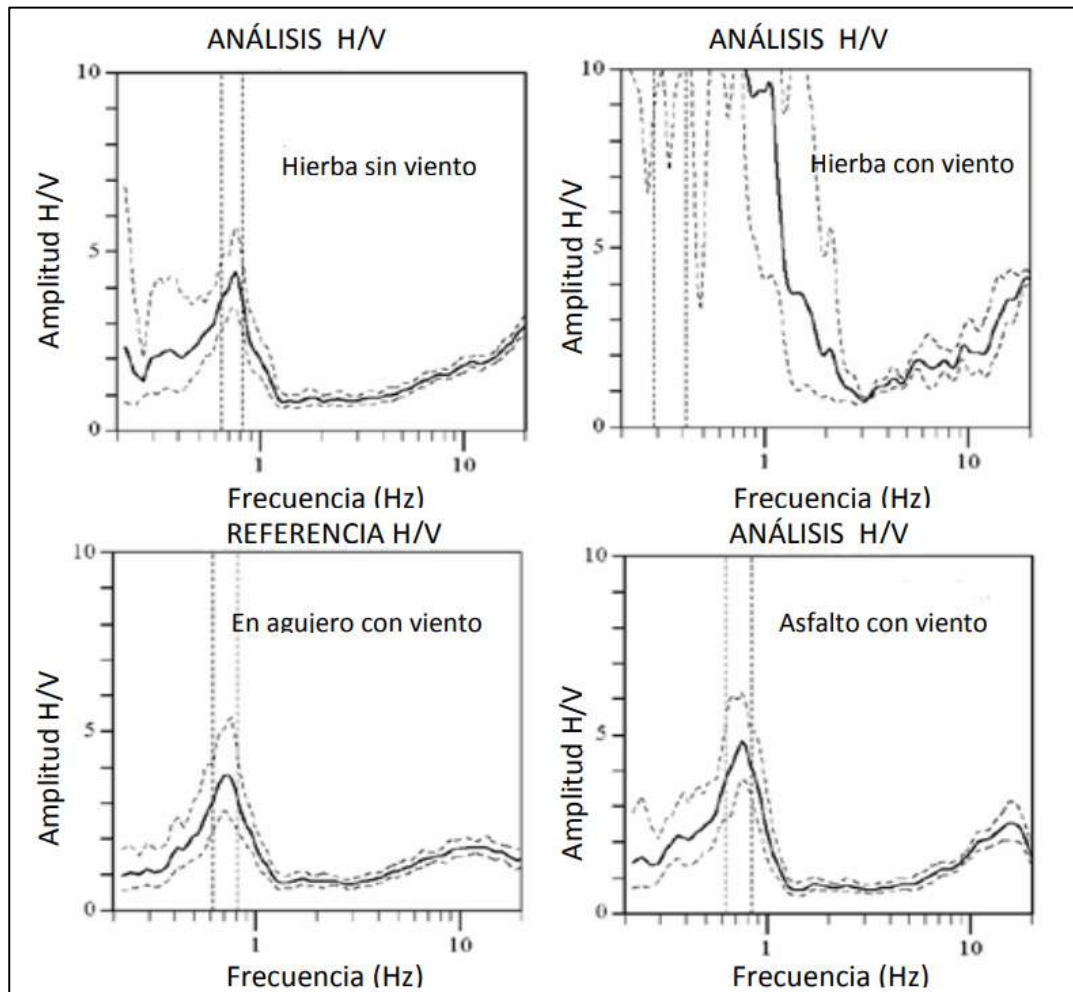 ANÁLISIS H/V
10
5
0
Amplitud H/V
Hierba sin viento
1
10
Frecuencia (Hz)
ANÁLISIS H/V
10
5
0
Amplitud H/V
Hierba con viento
1
10
Frecuencia (Hz)
REFERENCIA H/V
10
5
0
Amplitud H/V
En agujero con viento
1
10
Frecuencia (Hz)
ANÁLISIS H/V
10
5
0
Amplitud H/V
Asfalto con viento
1
10
Frecuencia (Hz)